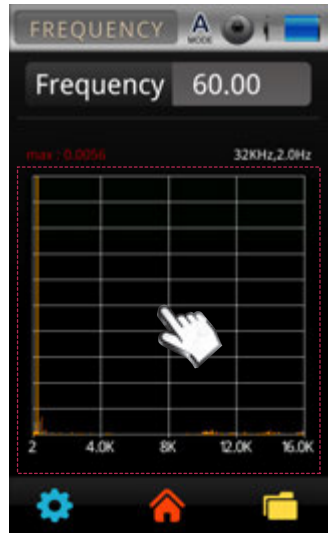 FREQUENCY A MODE
Frequency 60.00
max : 0.0056 32KHz,2.0Hz
2 4.0K 8K 12.0K 16.0K